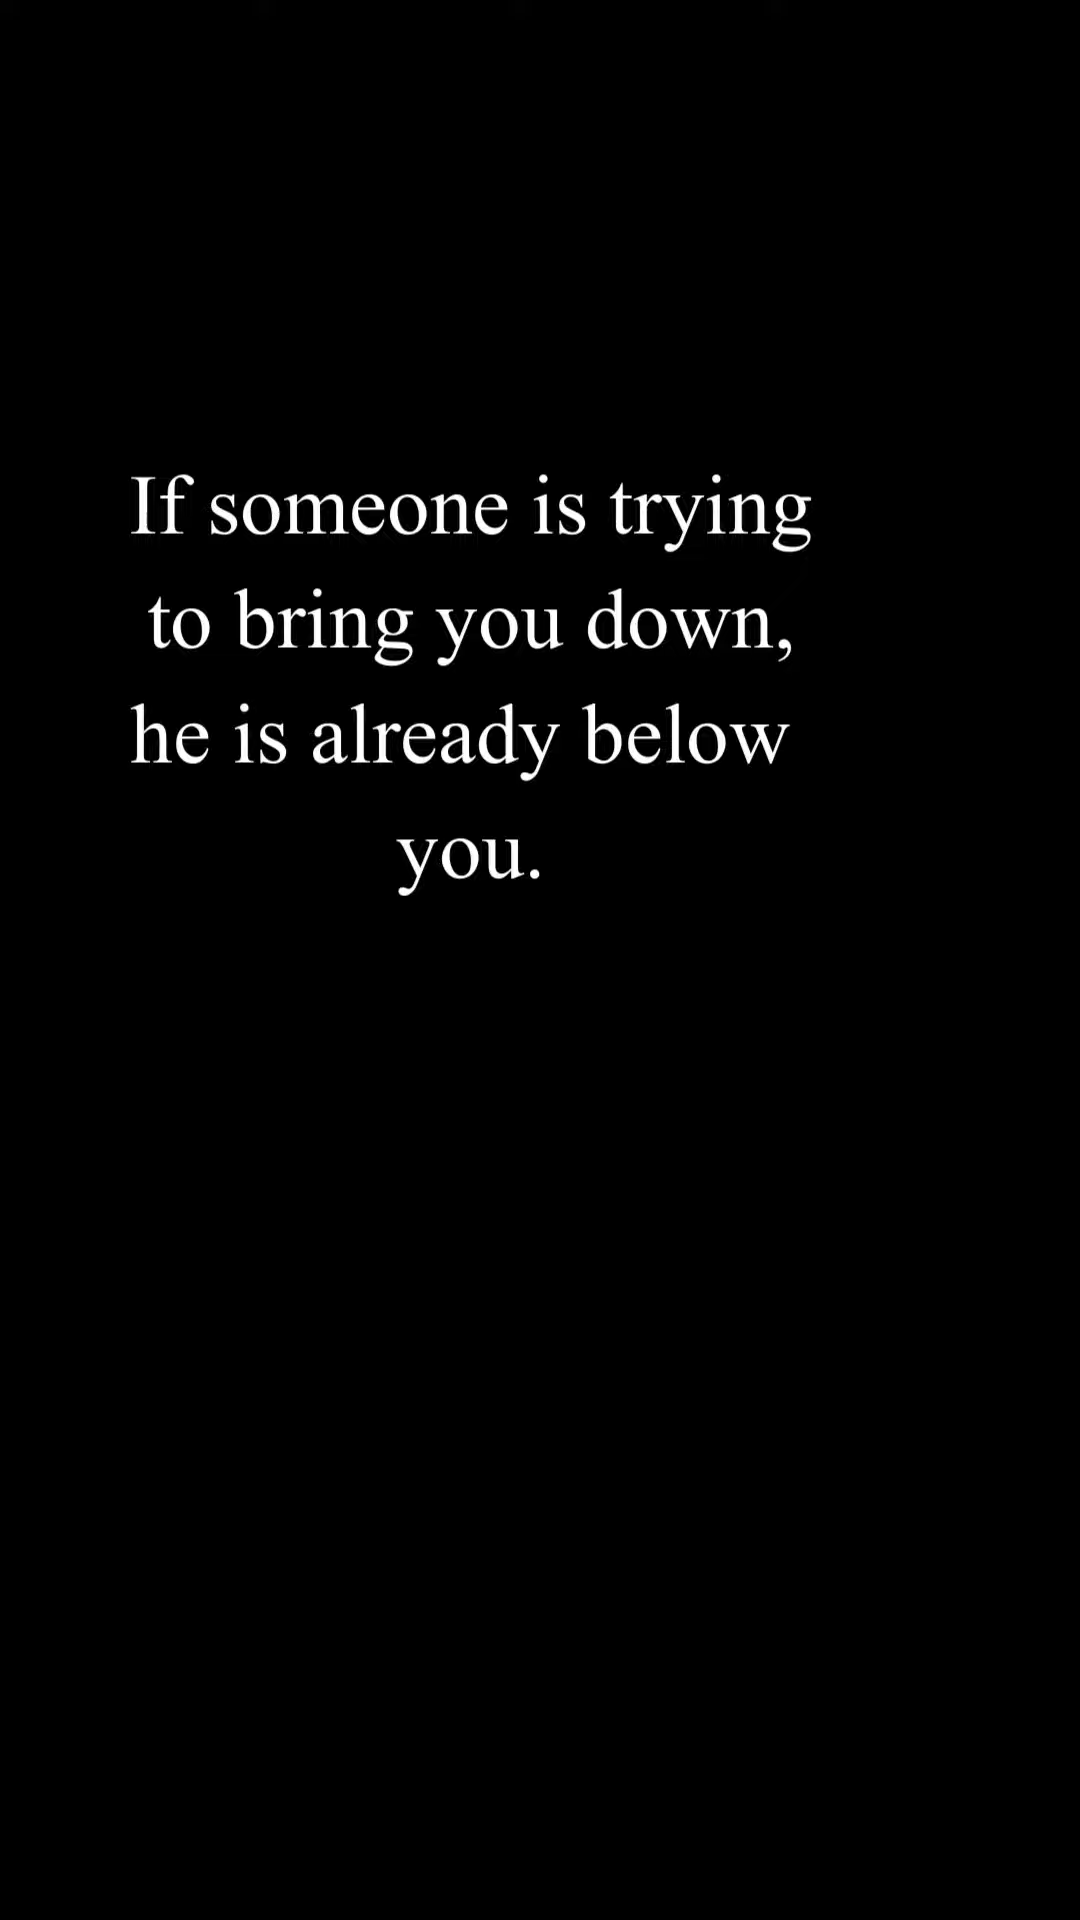 If someone is trying
to bring you down,
he is already below
you.